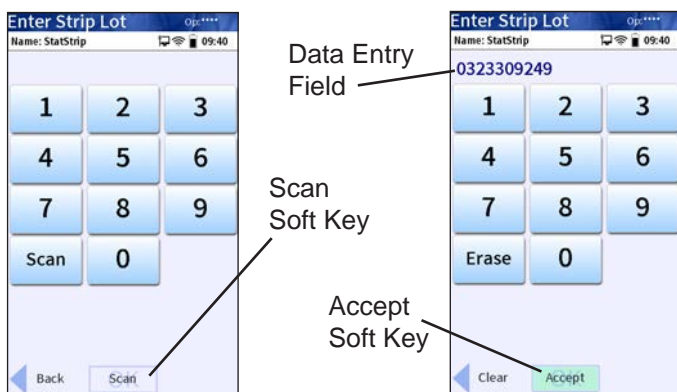 Enter Strip Lot Op:****
Name: StatStrip 09:40
1 2 3
4 5 6
7 8 9
Scan 0
Back Scan
Scan
Soft Key
Data Entry
Field
Accept
Soft Key
Enter Strip Lot Op:****
Name: StatStrip 09:40
0323309249
1 2 3
4 5 6
7 8 9
Erase 0
Clear Accept